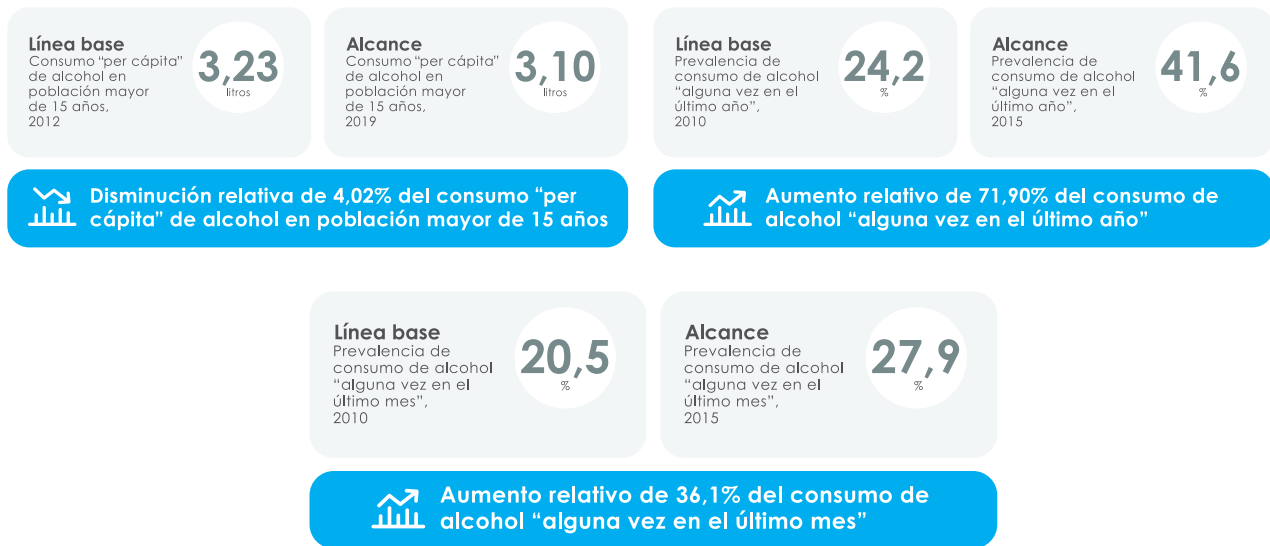 Línea base
Consumo "per cápita"
de alcohol en
población mayor
de 15 años,
2012
3,23
litros
Alcance
Consumo "per cápita"
de alcohol en
población mayor
de 15 años,
2019
3,10
litros
Disminución relativa de 4,02% del consumo "per
cápita" de alcohol en población mayor de 15 años
Línea base
Prevalencia de
consumo de alcohol
"alguna vez en el
último año",
2010
24,2
%
Alcance
Prevalencia de
consumo de alcohol
"alguna vez en el
último año",
2015
41,6
%
Aumento relativo de 71,90% del consumo de
alcohol "alguna vez en el último año"
Línea base
Prevalencia de
consumo de alcohol
"alguna vez en el
último mes",
2010
20,5
%
Alcance
Prevalencia de
consumo de alcohol
"alguna vez en el
último mes",
2015
27,9
%
Aumento relativo de 36,1% del consumo de
alcohol "alguna vez en el último mes"